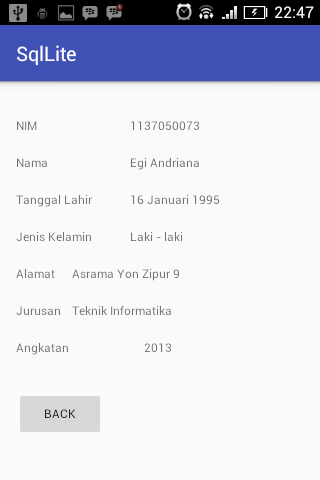 22:47
SqlLite
NIM 1137050073
Nama Egi Andriana
Tanggal Lahir 16 Januari 1995
Jenis Kelamin Laki - laki
Alamat Asrama Yon Zipur 9
Jurusan Teknik Informatika
Angkatan 2013
BACK